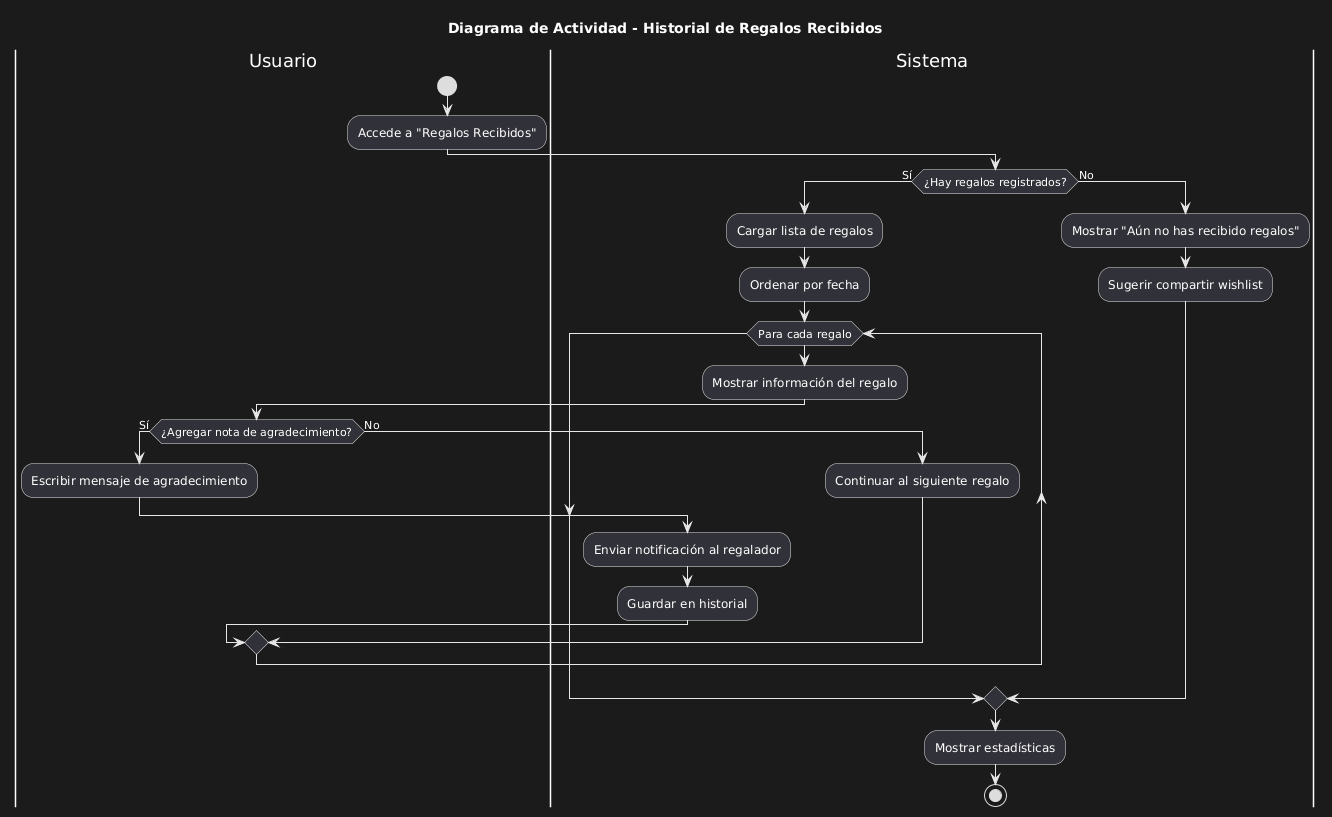 Diagrama de Actividad - Historial de Regalos Recibidos
Usuario
Sistema
Accede a "Regalos Recibidos"
¿Hay regalos registrados?
Sí
No
Cargar lista de regalos
Mostrar "Aún no has recibido regalos"
Ordenar por fecha
Sugerir compartir wishlist
Para cada regalo
Mostrar información del regalo
¿Agregar nota de agradecimiento?
Sí
No
Escribir mensaje de agradecimiento
Continuar al siguiente regalo
Enviar notificación al regalador
Guardar en historial
Mostrar estadísticas